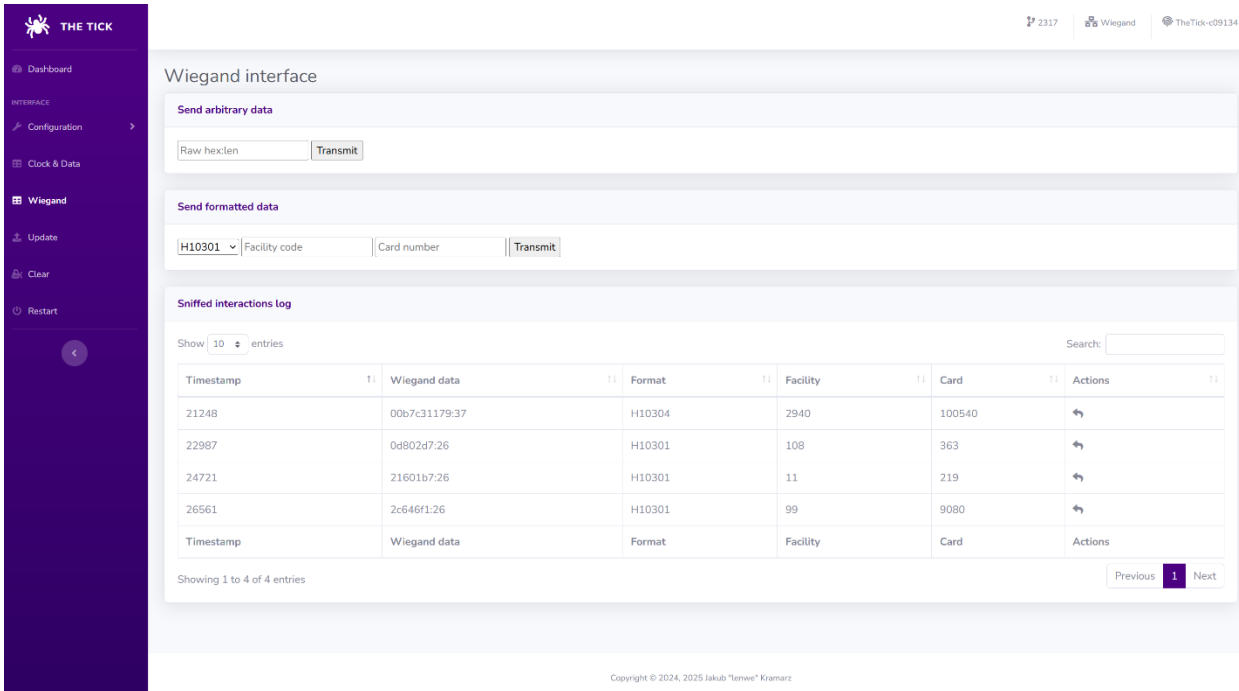 THE TICK
2317 Wiegand TheTick-c09134
Dashboard
INTERFACE
Configuration
Clock & Data
Wiegand
Update
Clear
Restart
Wiegand interface
Send arbitrary data
Raw hex:len Transmit
Send formatted data
H10301 Facility code Card number Transmit
Sniffed interactions log
Show 10 entries Search:
Timestamp Wiegand data Format Facility Card Actions
21248 00b7c31179:37 H10304 2940 100540
22987 0d802d7:26 H10301 108 363
24721 21601b7:26 H10301 11 219
26561 2c646f1:26 H10301 99 9080
Timestamp Wiegand data Format Facility Card Actions
Showing 1 to 4 of 4 entries Previous 1 Next
Copyright © 2024, 2025 Jakub "lenwe" Kramarz